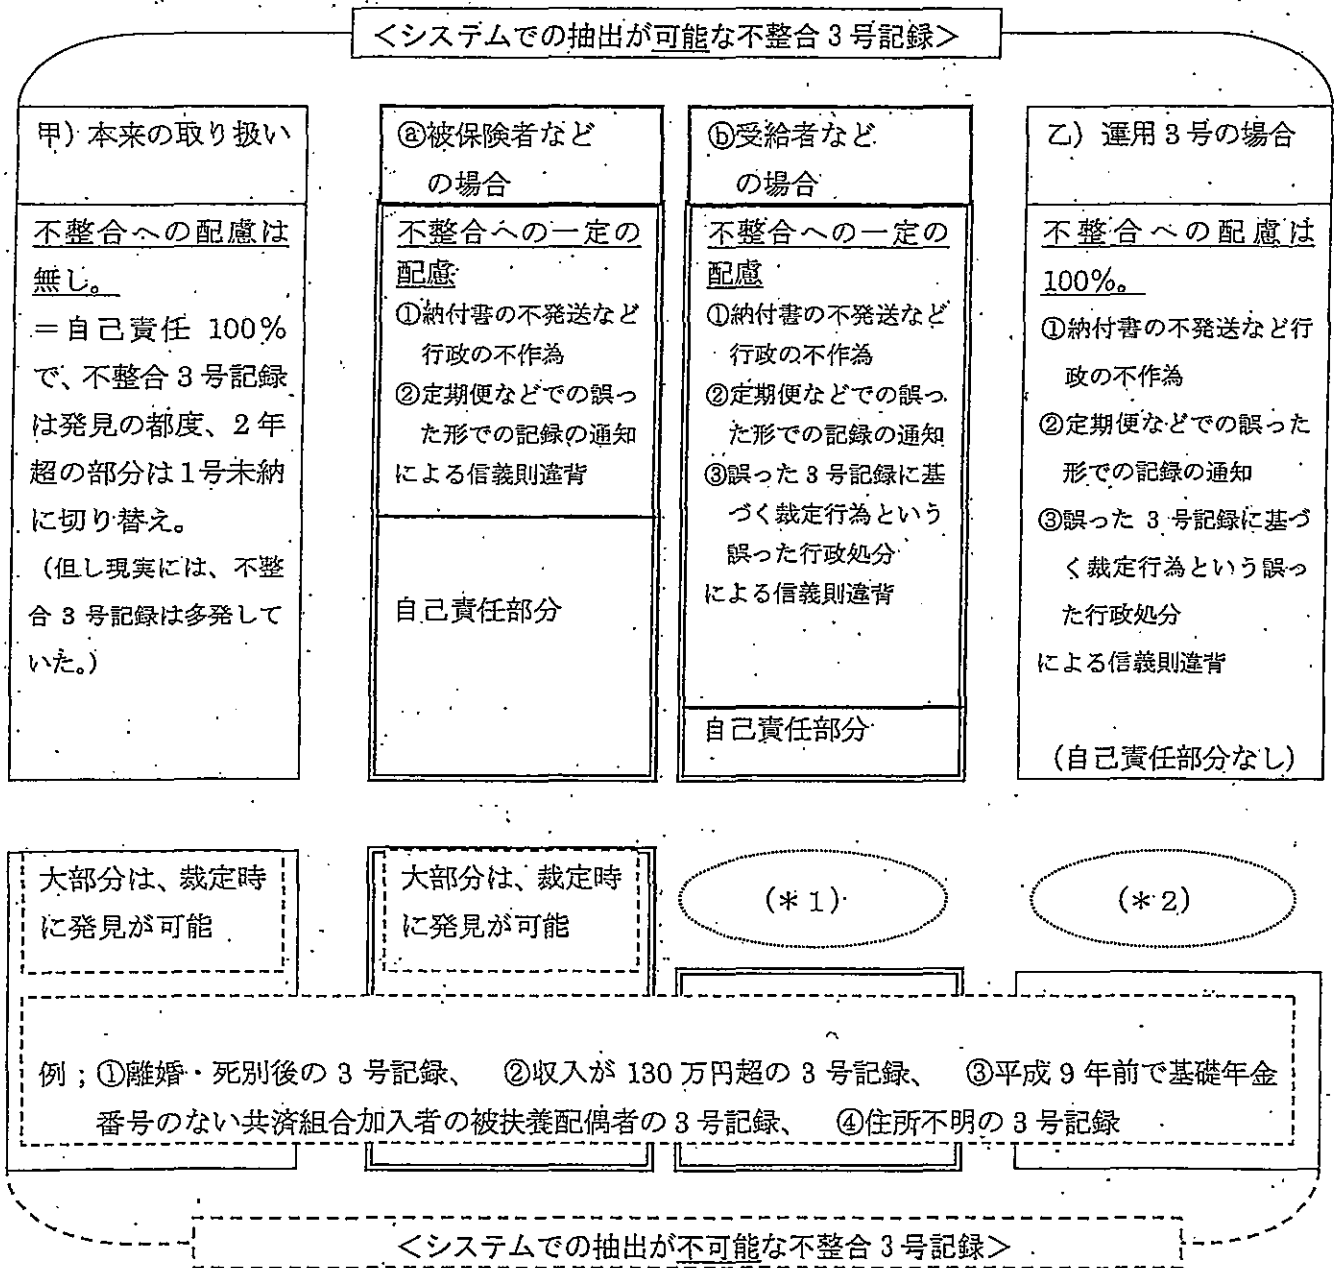 ＜システムでの抽出が可能な不整合3号記録＞
甲）本来の取り扱い
不整合への配慮は
無し。
＝自己責任 100％
で、不整合3号記録
は発見の都度、2年
超の部分は1号未納
に切り替え。
（但し現実には、不整
合3号記録は多発して
いた。）
ⓐ被保険者など
の場合
不整合への一定の
配慮
①納付書の不発送など
行政の不作為
②定期便などでの誤っ
た形での記録の通知
による信義則違背
自己責任部分
ⓑ受給者など
の場合
不整合への一定の
配慮
①納付書の不発送など
行政の不作為
②定期便などでの誤っ
た形での記録の通知
③誤った3号記録に基
づく裁定行為という
誤った行政処分
による信義則違背
自己責任部分
乙）運用3号の場合
不整合への配慮は
100％。
①納付書の不発送など行
政の不作為
②定期便などでの誤った
形での記録の通知
③誤った 3 号記録に基づ
く裁定行為という誤っ
た行政処分
による信義則違背
（自己責任部分なし）
大部分は、裁定時
に発見が可能
大部分は、裁定時
に発見が可能
（＊1）
（＊2）
例；①離婚・死別後の3号記録、 ②収入が130万円超の3号記録、 ③平成9年前で基礎年金
番号のない共済組合加入者の被扶養配偶者の3号記録、 ④住所不明の3号記録
＜システムでの抽出が不可能な不整合3号記録＞